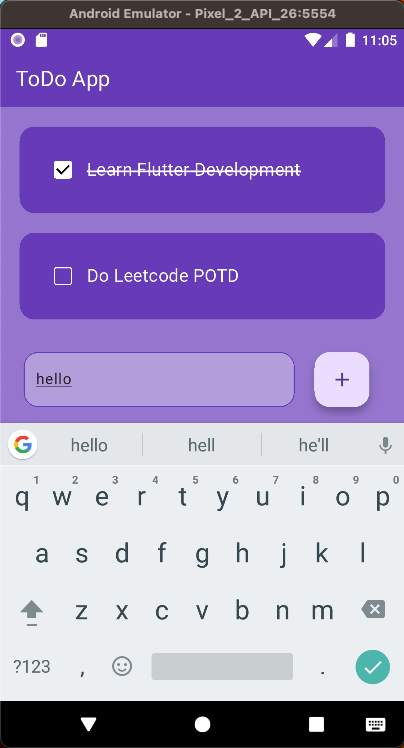 Android Emulator - Pixel_2_API_26:5554
11:05
ToDo App
Learn Flutter Development
Do Leetcode POTD
hello
+
G hello hell he'll
1 2 3 4 5 6 7 8 9 0
q w e r t y u i o p
a s d f g h j k l
z x c v b n m
?123 , .